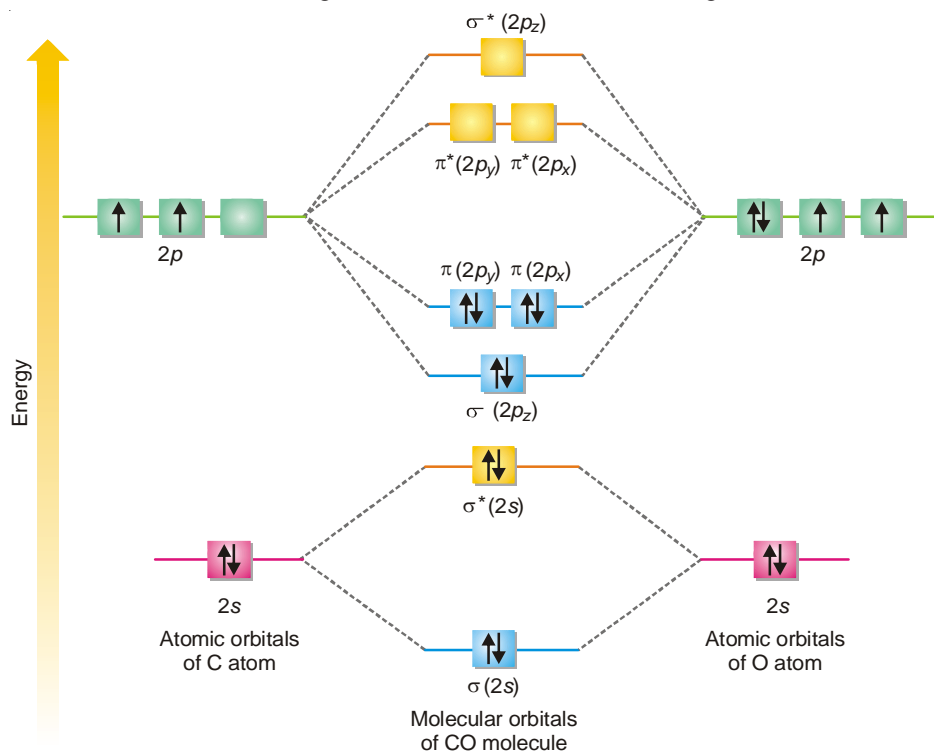 σ* (2pz)
π*(2py) π*(2px)
2p
2p
π (2py) π (2px)
σ (2pz)
Energy
σ*(2s)
2s
2s
Atomic orbitals
of C atom
Atomic orbitals
of O atom
σ (2s)
Molecular orbitals
of CO molecule